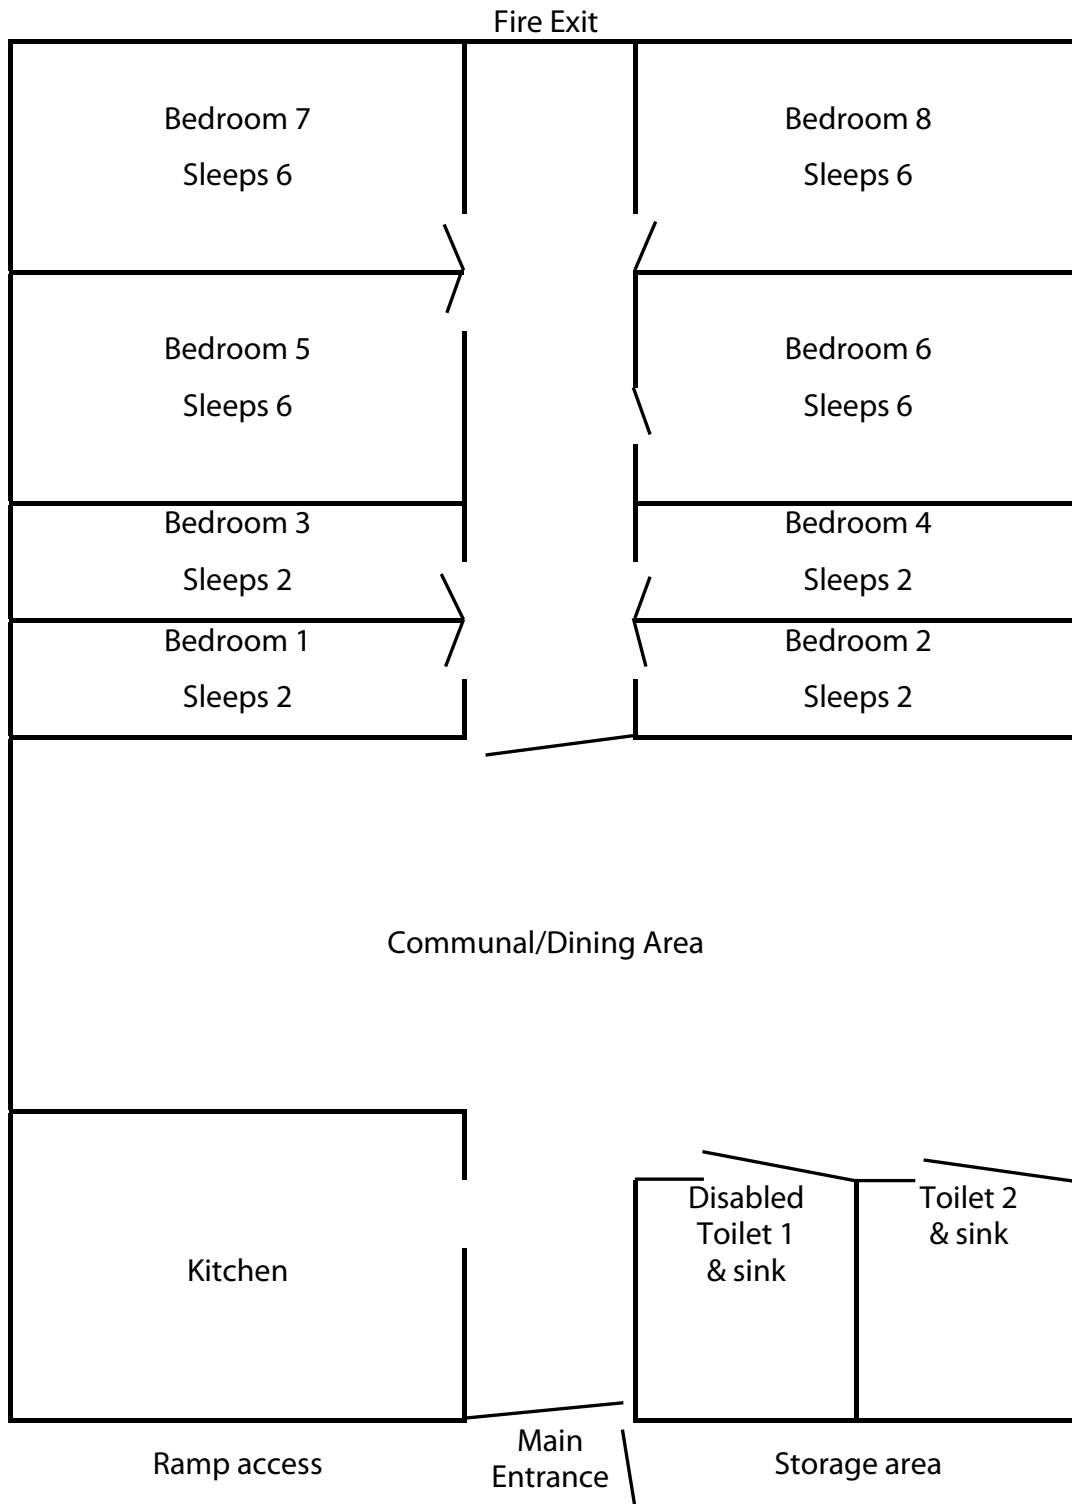 Fire Exit
Bedroom 7
Sleeps 6
Bedroom 8
Sleeps 6
Bedroom 5
Sleeps 6
Bedroom 6
Sleeps 6
Bedroom 3
Sleeps 2
Bedroom 4
Sleeps 2
Bedroom 1
Sleeps 2
Bedroom 2
Sleeps 2
Communal/Dining Area
Kitchen
Disabled
Toilet 1
& sink
Toilet 2
& sink
Ramp access
Main
Entrance
Storage area